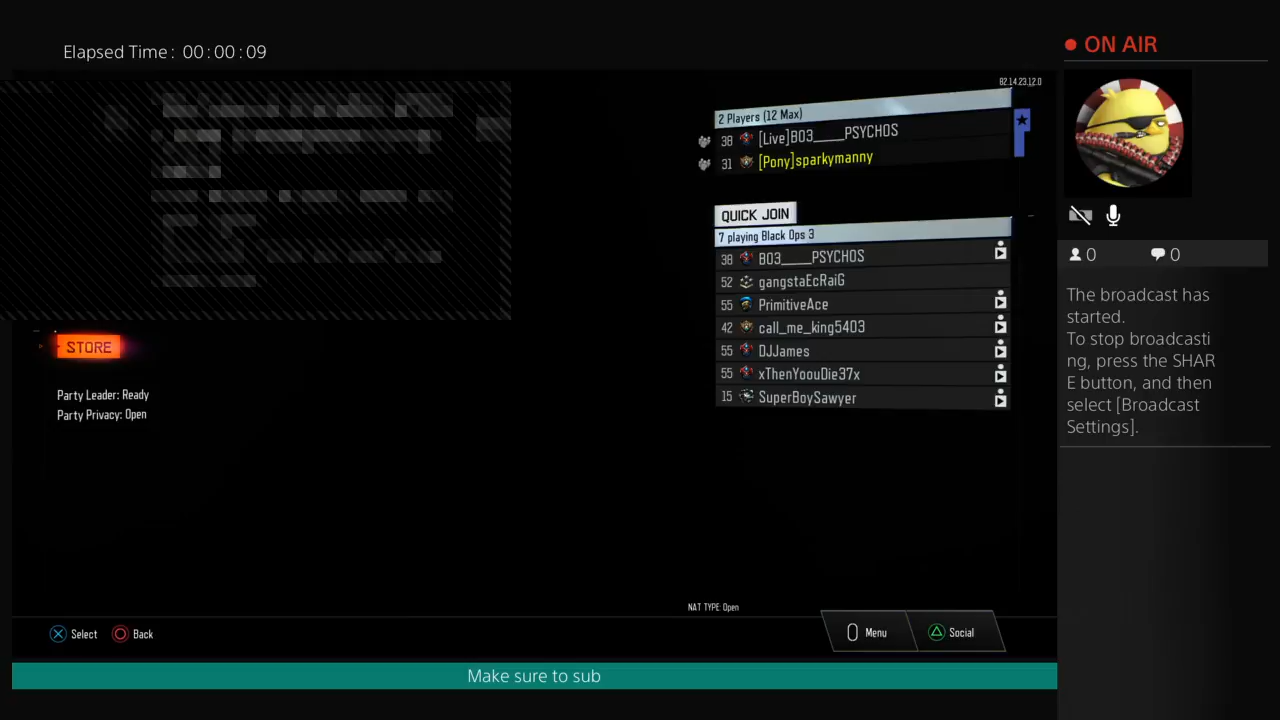 Elapsed Time: 00:00:09
ON AIR
62.14.23.12.0
2 Players (12 Max)
38 [Live]BO3____PSYCHOS
31 [Pony]sparkymanny
QUICK JOIN
7 playing Black Ops 3
38 BO3____PSYCHOS
52 gangstaEcRaiG
55 PrimitiveAce
42 call_me_king5403
55 DJJames
55 xThenYoouDie37x
15 SuperBoySawyer
STORE
Party Leader: Ready
Party Privacy: Open
NAT TYPE: Open
Select
Back
Menu
Social
Make sure to sub
0
0
The broadcast has
started.
To stop broadcasti
ng, press the SHAR
E button, and then
select [Broadcast
Settings].